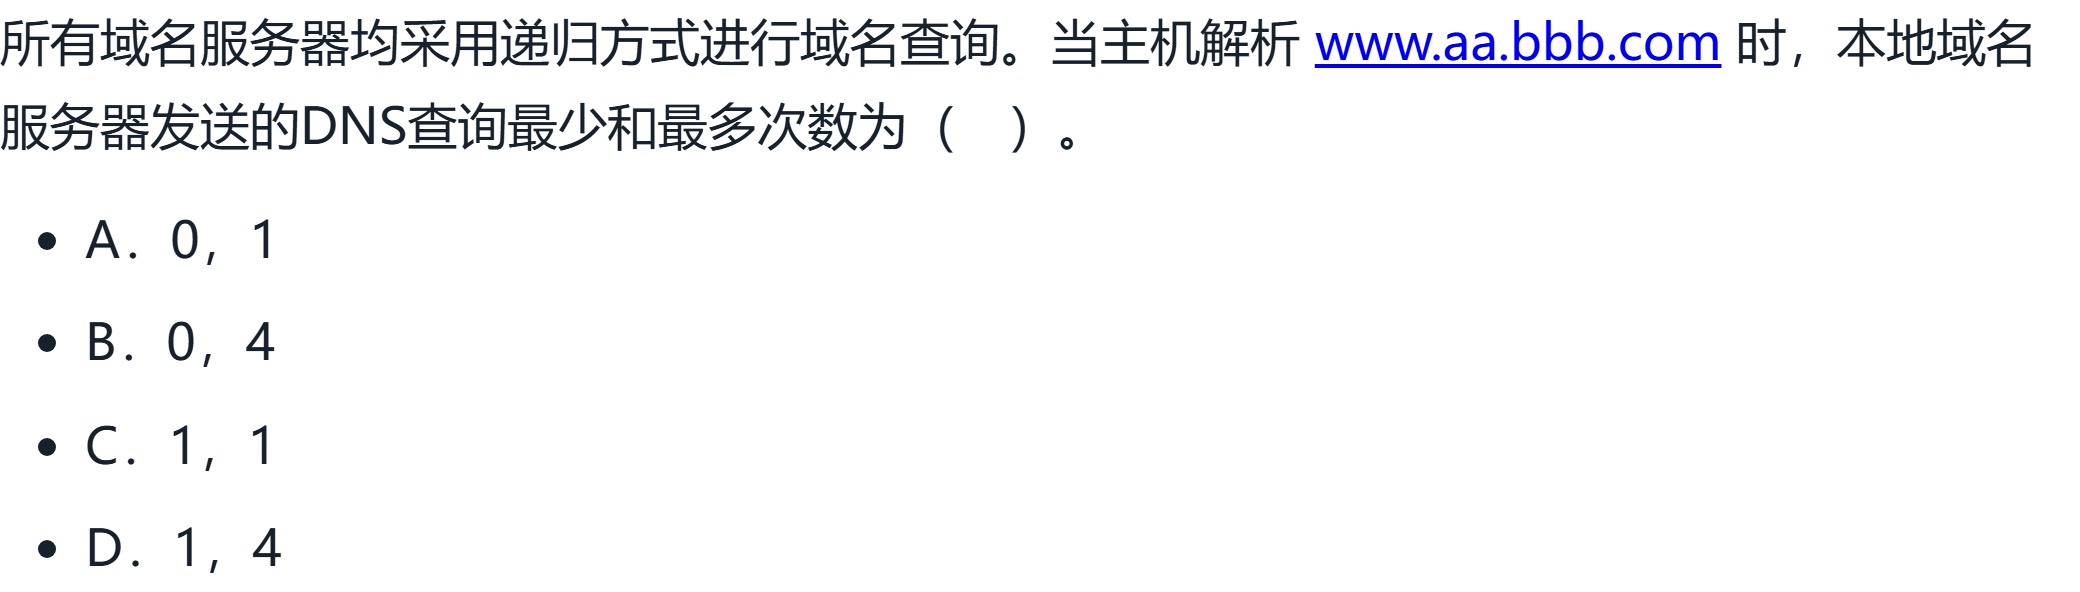 所有域名服务器均采用递归方式进行域名查询。当主机解析 www.aa.bbb.com 时，本地域名
服务器发送的DNS查询最少和最多次数为（　）。
A．0，1
B．0，4
C．1，1
D．1，4